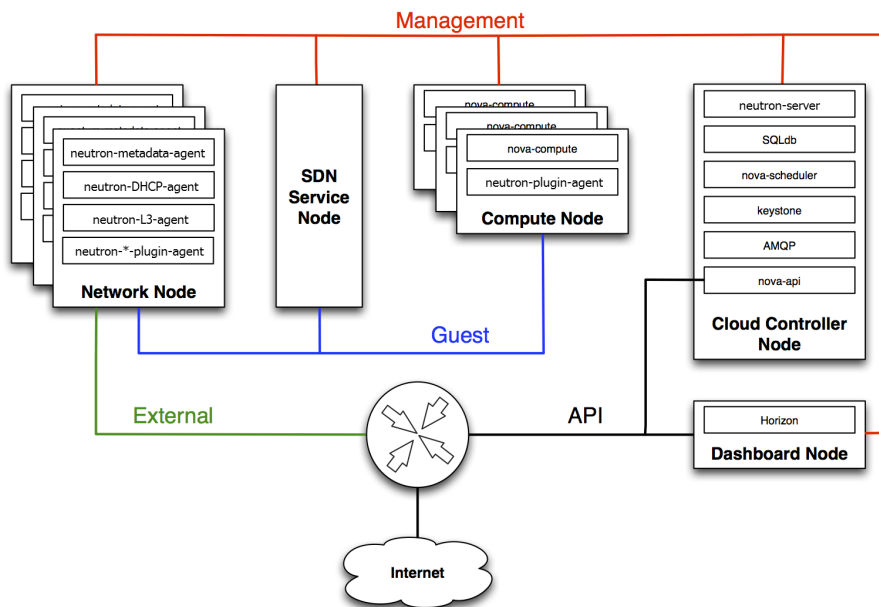 Management
nova-compute
nova-compute
nova-compute
neutron-plugin-agent
Compute Node
neutron-metadata-agent
neutron-DHCP-agent
neutron-L3-agent
neutron-*-plugin-agent
Network Node
SDN
Service
Node
neutron-server
SQLdb
nova-scheduler
keystone
AMQP
nova-api
Cloud Controller
Node
Guest
External
API
Horizon
Dashboard Node
Internet